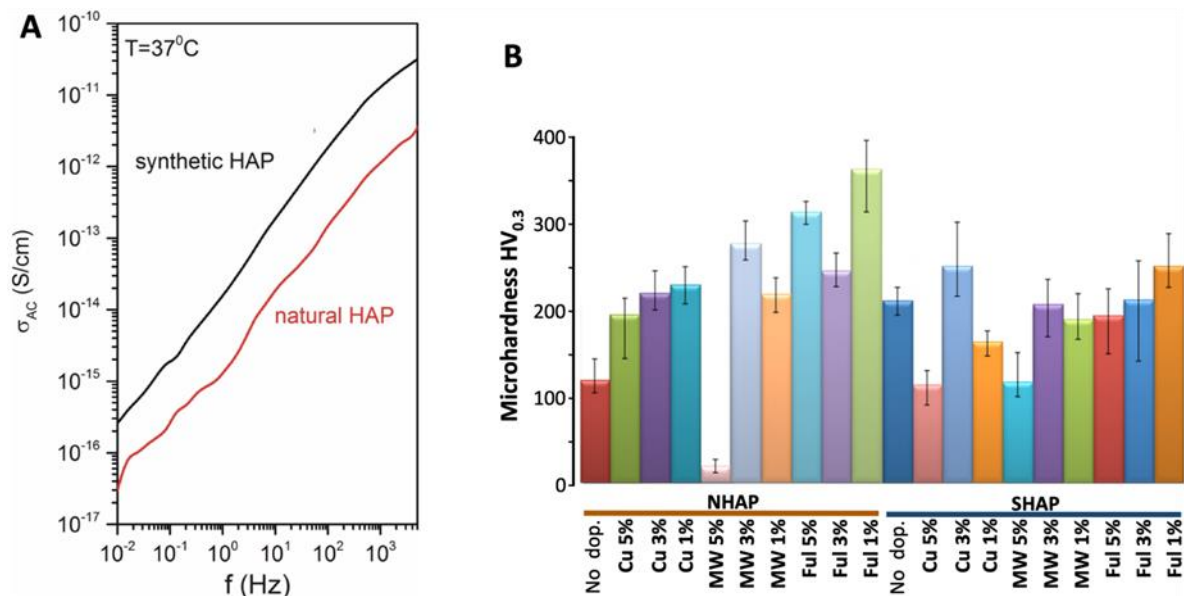 A
T=37⁰C
synthetic HAP
natural HAP
σ_AC (S/cm)
10⁻¹⁰
10⁻¹¹
10⁻¹²
10⁻¹³
10⁻¹⁴
10⁻¹⁵
10⁻¹⁶
10⁻¹⁷
10⁻² 10⁻¹ 10⁰ 10¹ 10² 10³
f (Hz)
B
Microhardness HV₀.₃
400
300
200
100
0
NHAP
SHAP
No dop.
Cu 5%
Cu 3%
Cu 1%
MW 5%
MW 3%
MW 1%
Ful 5%
Ful 3%
Ful 1%
No dop.
Cu 5%
Cu 3%
Cu 1%
MW 5%
MW 3%
MW 1%
Ful 5%
Ful 3%
Ful 1%